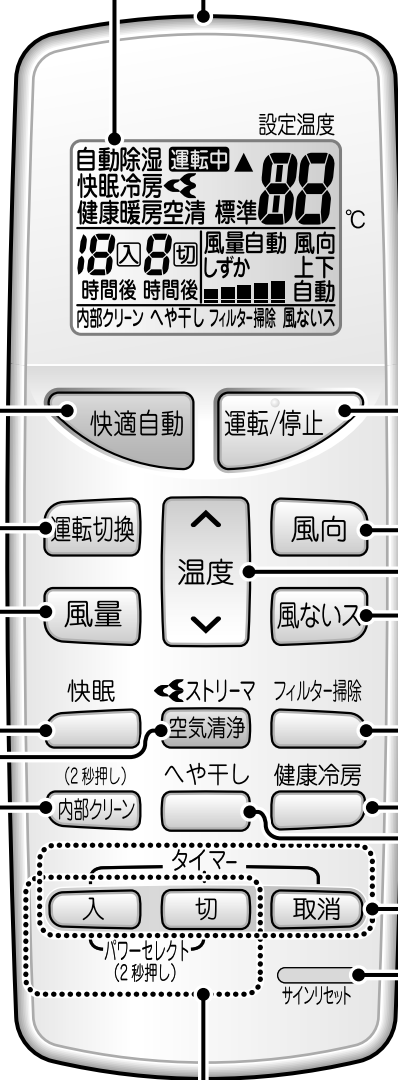 設定温度
自動除湿 運転中 ▲ 88
快眠冷房
健康暖房空清 標準 ℃
18 入 8 切 風量自動 風向
しずか 上下
時間後 時間後 自動
内部クリーン へや干し フィルター掃除 風ないス
快適自動 運転/停止
運転切換 温度 風向
風量 風ないス
快眠 ストリーマ フィルター掃除
空気清浄
(2秒押し) へや干し 健康冷房
内部クリーン
タイマー
入 切 取消
パワーセレクト
(2秒押し)
サインリセット